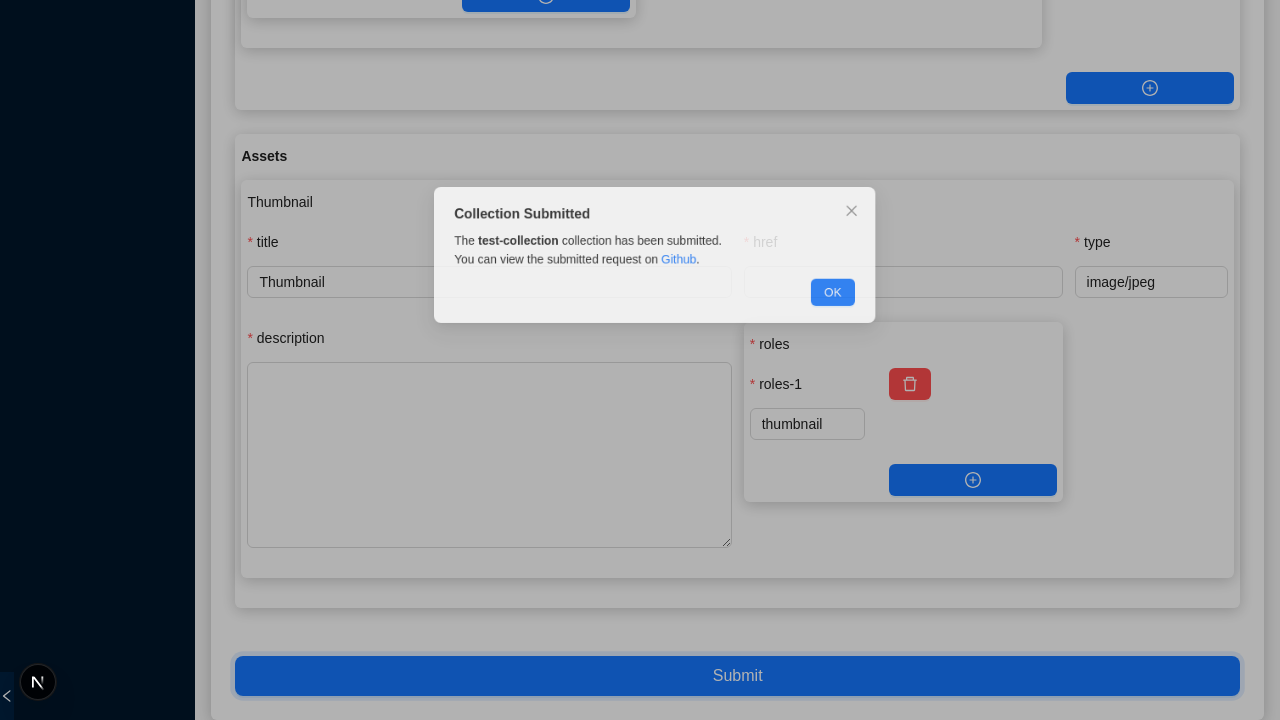 Assets
Thumbnail
* title
* href
* type
Thumbnail
image/jpeg
Collection Submitted
The test-collection collection has been submitted.
You can view the submitted request on Github.
OK
* description
* roles
* roles-1
thumbnail
Submit
N